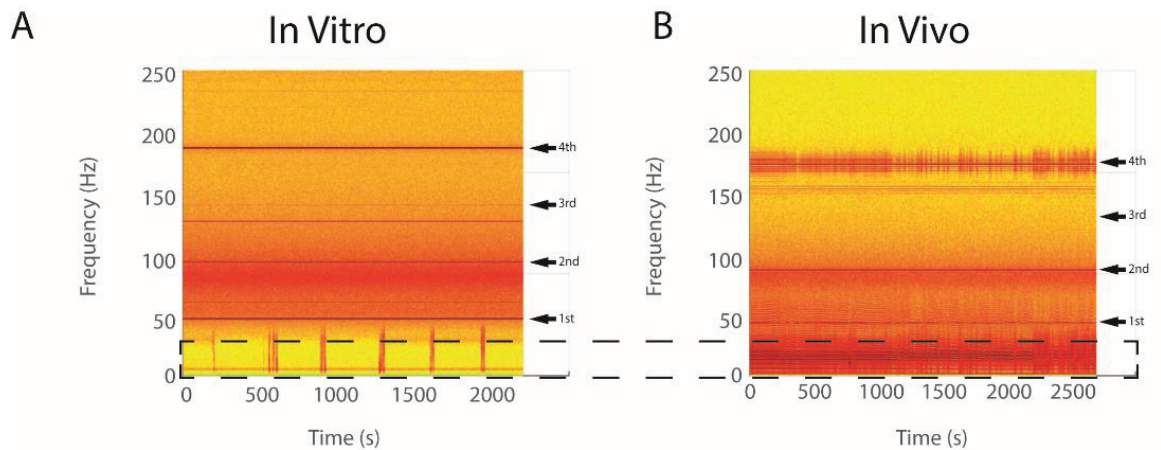 A In Vitro
B In Vivo
Frequency (Hz)
250
200
150
100
50
0
4th
3rd
2nd
1st
0 500 1000 1500 2000
Time (s)
Frequency (Hz)
250
200
150
100
50
0
4th
3rd
2nd
1st
0 500 1000 1500 2000 2500
Time (s)